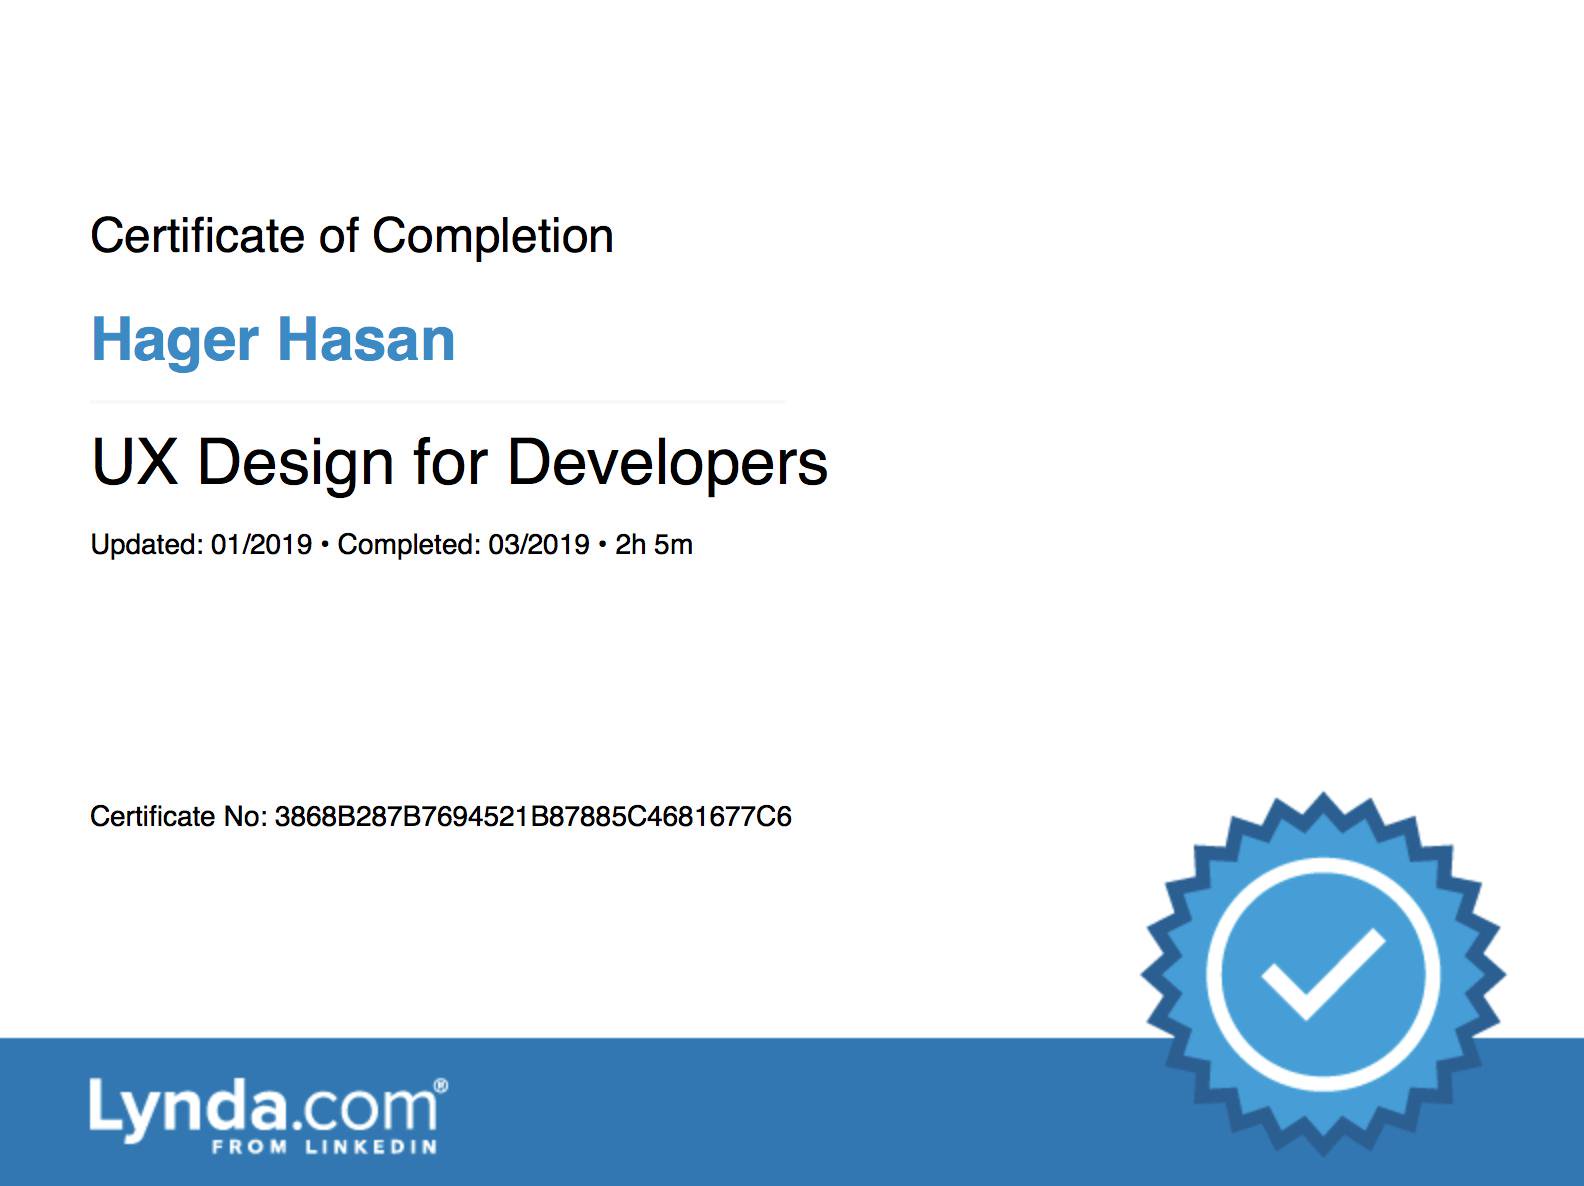 Certificate of Completion
Hager Hasan
UX Design for Developers
Updated: 01/2019 • Completed: 03/2019 • 2h 5m
Certificate No: 3868B287B7694521B87885C4681677C6
Lynda.com®
FROM LINKEDIN